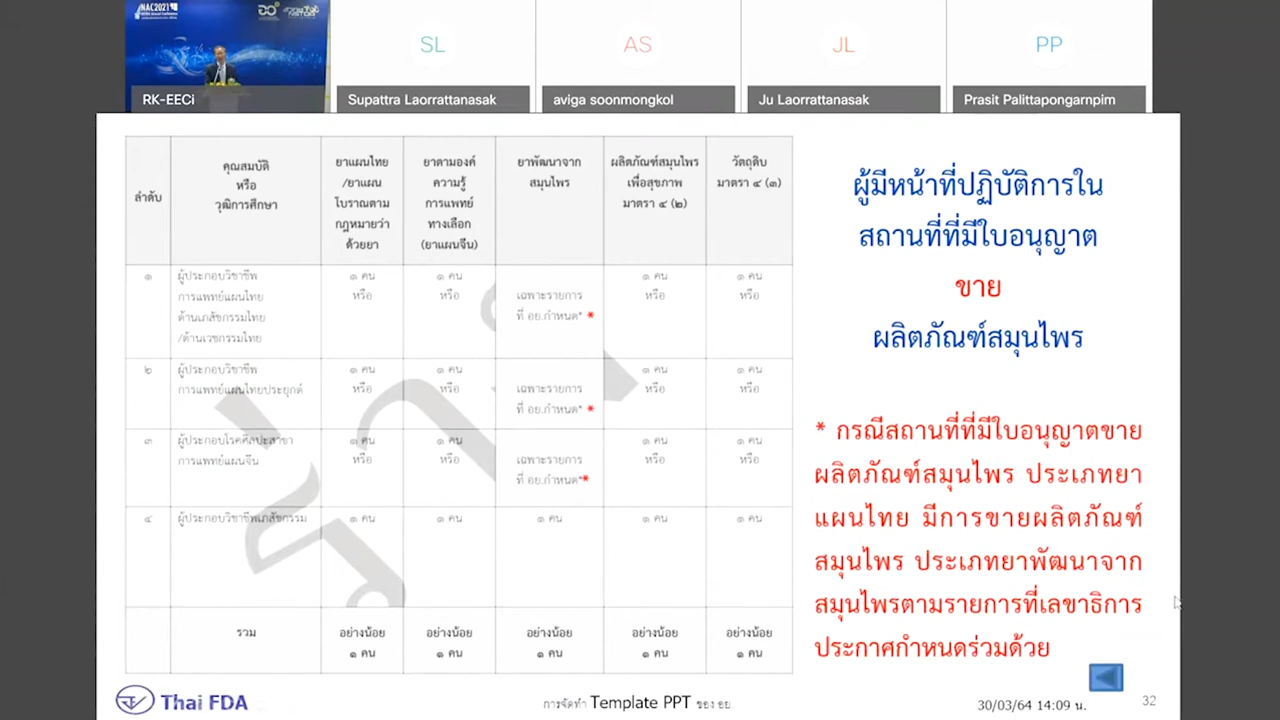 NAC2021
SL
AS
JL
PP
RK-EECi
Supattra Laorrattanasak
aviga soonmongkol
Ju Laorrattanasak
Prasit Palittapongarnpim
ลำดับ
คุณสมบัติ
หรือ
วุฒิการศึกษา
ยาแผนไทย
/ยาแผน
โบราณตาม
กฎหมายว่า
ด้วยยา
ยาตามองค์
ความรู้
การแพทย์
ทางเลือก
(ยาแผนจีน)
ยาพัฒนาจาก
สมุนไพร
ผลิตภัณฑ์สมุนไพร
เพื่อสุขภาพ
มาตรา ๔ (๒)
วัตถุดิบ
มาตรา ๔ (๓)
๑
ผู้ประกอบวิชาชีพ
การแพทย์แผนไทย
ด้านเภสัชกรรมไทย
/ด้านเวชกรรมไทย
๑ คน
หรือ
๑ คน
หรือ
เฉพาะรายการ
ที่ อย.กำหนด* *
๑ คน
หรือ
๑ คน
หรือ
๒
ผู้ประกอบวิชาชีพ
การแพทย์แผนไทยประยุกต์
๑ คน
หรือ
๑ คน
หรือ
เฉพาะรายการ
ที่ อย.กำหนด* *
๑ คน
หรือ
๑ คน
หรือ
๓
ผู้ประกอบโรคศิลปะสาขา
การแพทย์แผนจีน
๑ คน
หรือ
๑ คน
หรือ
เฉพาะรายการ
ที่ อย.กำหนด**
๑ คน
หรือ
๑ คน
หรือ
๔
ผู้ประกอบวิชาชีพเภสัชกรรม
๑ คน
๑ คน
๑ คน
๑ คน
๑ คน
รวม
อย่างน้อย
๑ คน
อย่างน้อย
๑ คน
อย่างน้อย
๑ คน
อย่างน้อย
๑ คน
อย่างน้อย
๑ คน
ผู้มีหน้าที่ปฏิบัติการใน
สถานที่ที่มีใบอนุญาต
ขาย
ผลิตภัณฑ์สมุนไพร
* กรณีสถานที่ที่มีใบอนุญาตขาย
ผลิตภัณฑ์สมุนไพร ประเภทยา
แผนไทย มีการขายผลิตภัณฑ์
สมุนไพร ประเภทยาพัฒนาจาก
สมุนไพรตามรายการที่เลขาธิการ
ประกาศกำหนดร่วมด้วย
Thai FDA
การจัดทำ Template PPT ของ อย.
30/03/64 14:09 น.
32